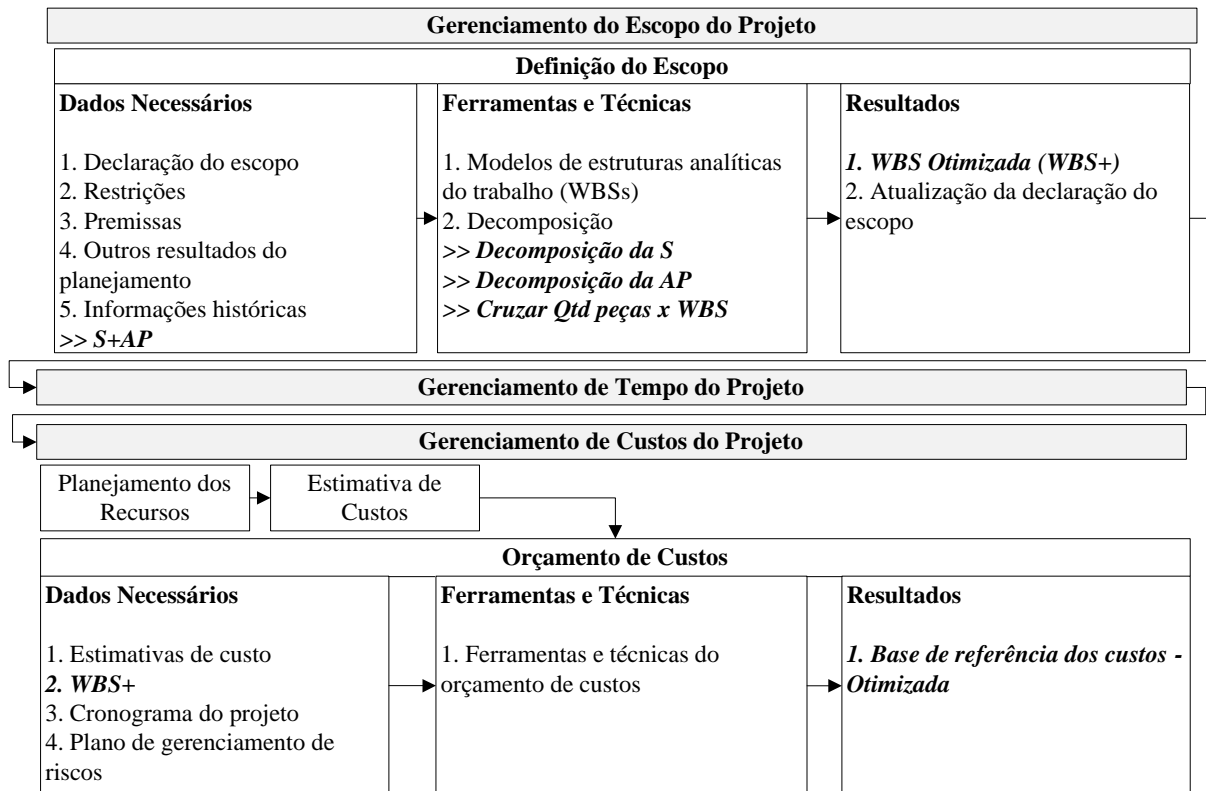 Gerenciamento do Escopo do Projeto
Definição do Escopo
Dados Necessários
1. Declaração do escopo
2. Restrições
3. Premissas
4. Outros resultados do
planejamento
5. Informações históricas
>> S+AP
Ferramentas e Técnicas
1. Modelos de estruturas analíticas
do trabalho (WBSs)
2. Decomposição
>> Decomposição da S
>> Decomposição da AP
>> Cruzar Qtd peças x WBS
Resultados
1. WBS Otimizada (WBS+)
2. Atualização da declaração do
escopo
Gerenciamento de Tempo do Projeto
Gerenciamento de Custos do Projeto
Planejamento dos
Recursos
Estimativa de
Custos
Orçamento de Custos
Dados Necessários
1. Estimativas de custo
2. WBS+
3. Cronograma do projeto
4. Plano de gerenciamento de
riscos
Ferramentas e Técnicas
1. Ferramentas e técnicas do
orçamento de custos
Resultados
1. Base de referência dos custos -
Otimizada